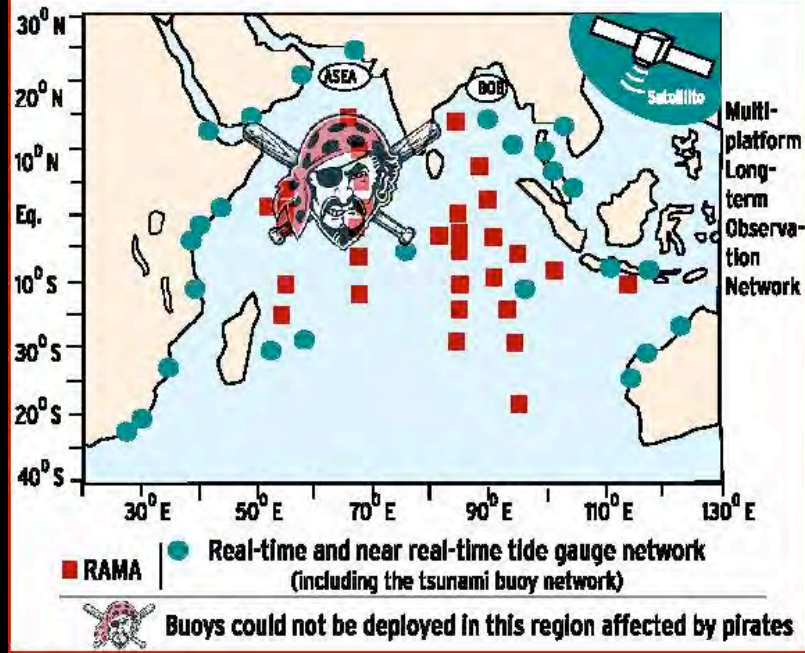 30° N
20° N
10° N
Eq.
10° S
30° S
20° S
40° S
ASEA
BOB
Satellite
Multi-
platform
Long-
term
Observa-
tion
Network
30° E
50° E
70° E
90° E
110° E
130° E
RAMA
Real-time and near real-time tide gauge network
(including the tsunami buoy network)
Buoys could not be deployed in this region affected by pirates